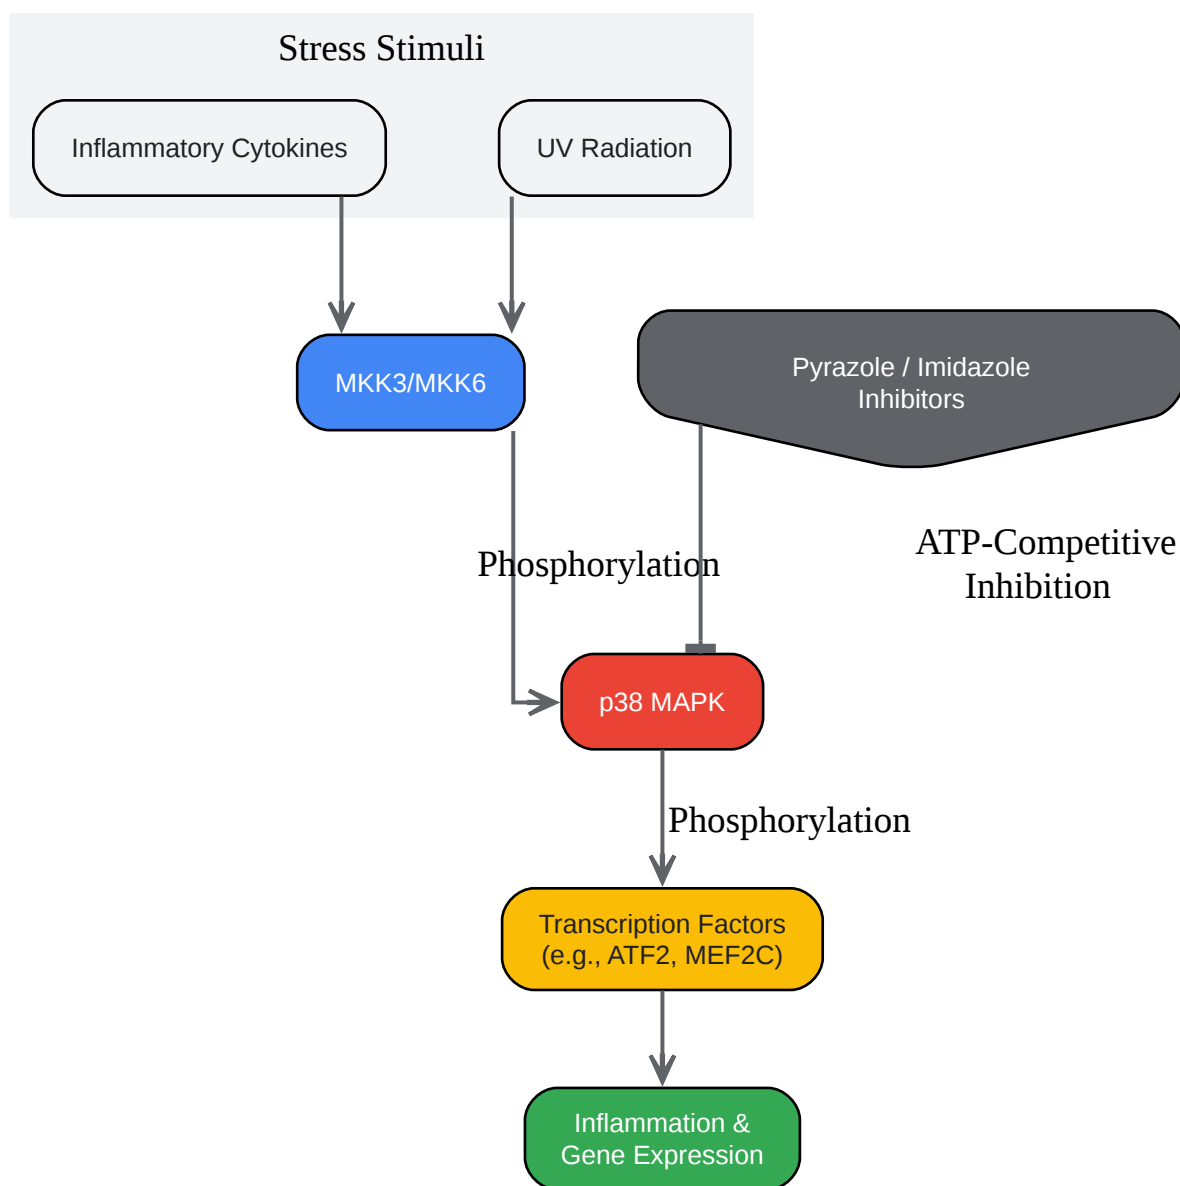 Stress Stimuli
Inflammatory Cytokines
UV Radiation
MKK3/MKK6
Pyrazole / Imidazole
Inhibitors
Phosphorylation
ATP-Competitive
Inhibition
p38 MAPK
Phosphorylation
Transcription Factors
(e.g., ATF2, MEF2C)
Inflammation &
Gene Expression